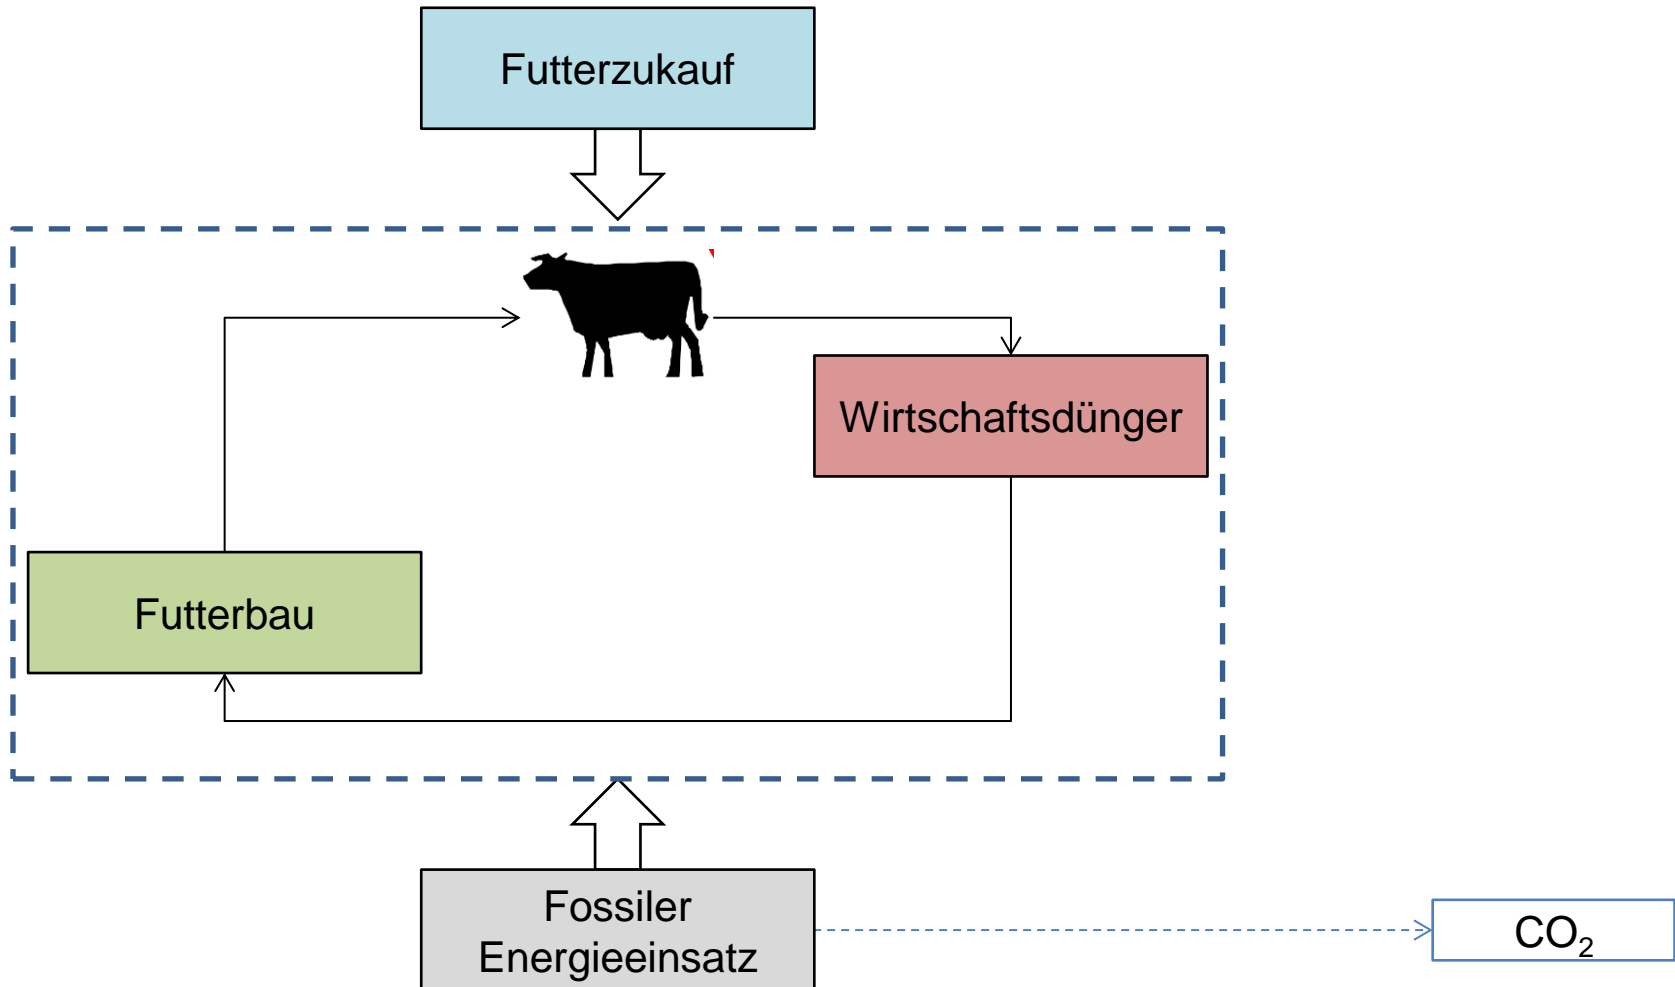 Futterzukauf
Wirtschaftsdünger
Futterbau
Fossiler
Energieeinsatz
CO₂